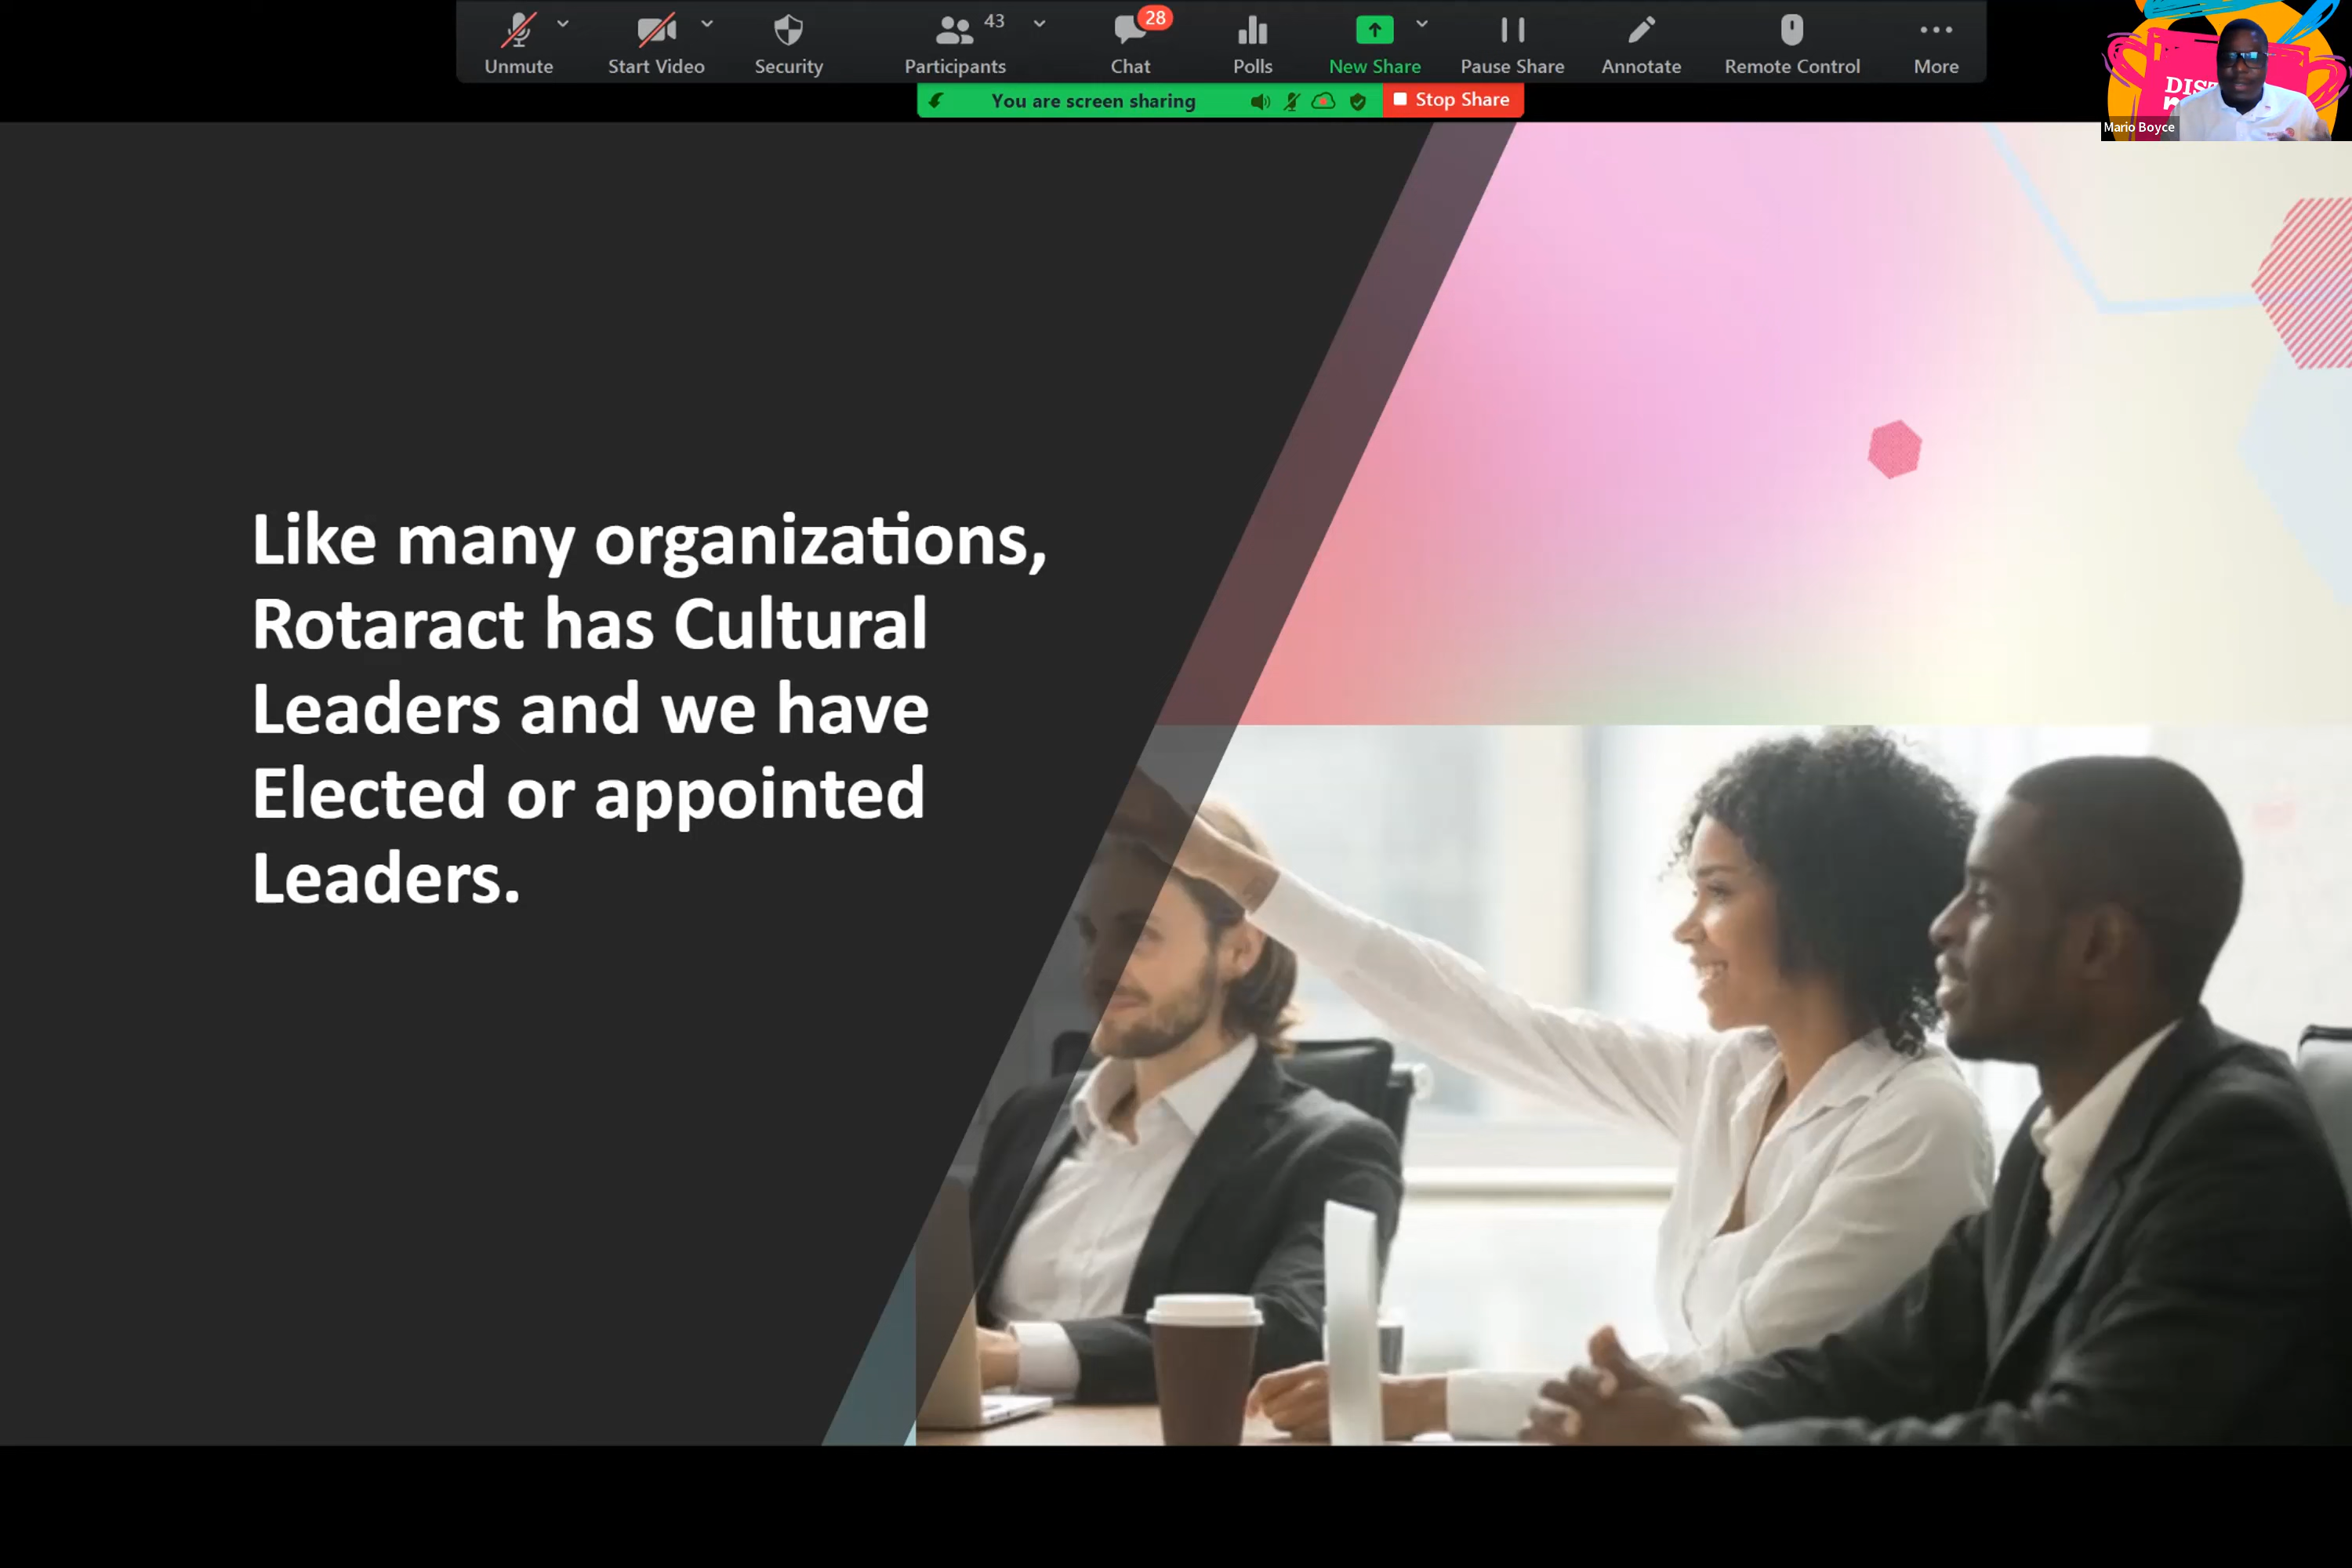 Unmute
Start Video
Security
43
Participants
28
Chat
Polls
New Share
Pause Share
Annotate
Remote Control
More
You are screen sharing
Stop Share
Mario Boyce
Like many organizations,
Rotaract has Cultural
Leaders and we have
Elected or appointed
Leaders.